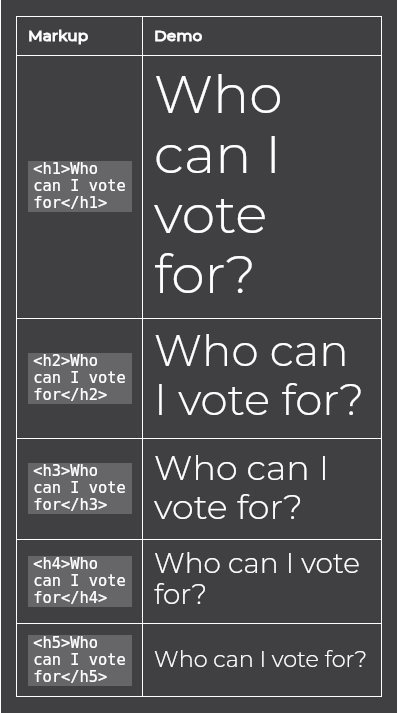 Markup Demo
<h1>Who
can I vote
for</h1>
Who
can I
vote
for?
<h2>Who
can I vote
for</h2>
Who can
I vote for?
<h3>Who
can I vote
for</h3>
Who can I
vote for?
<h4>Who
can I vote
for</h4>
Who can I vote
for?
<h5>Who
can I vote
for</h5>
Who can I vote for?